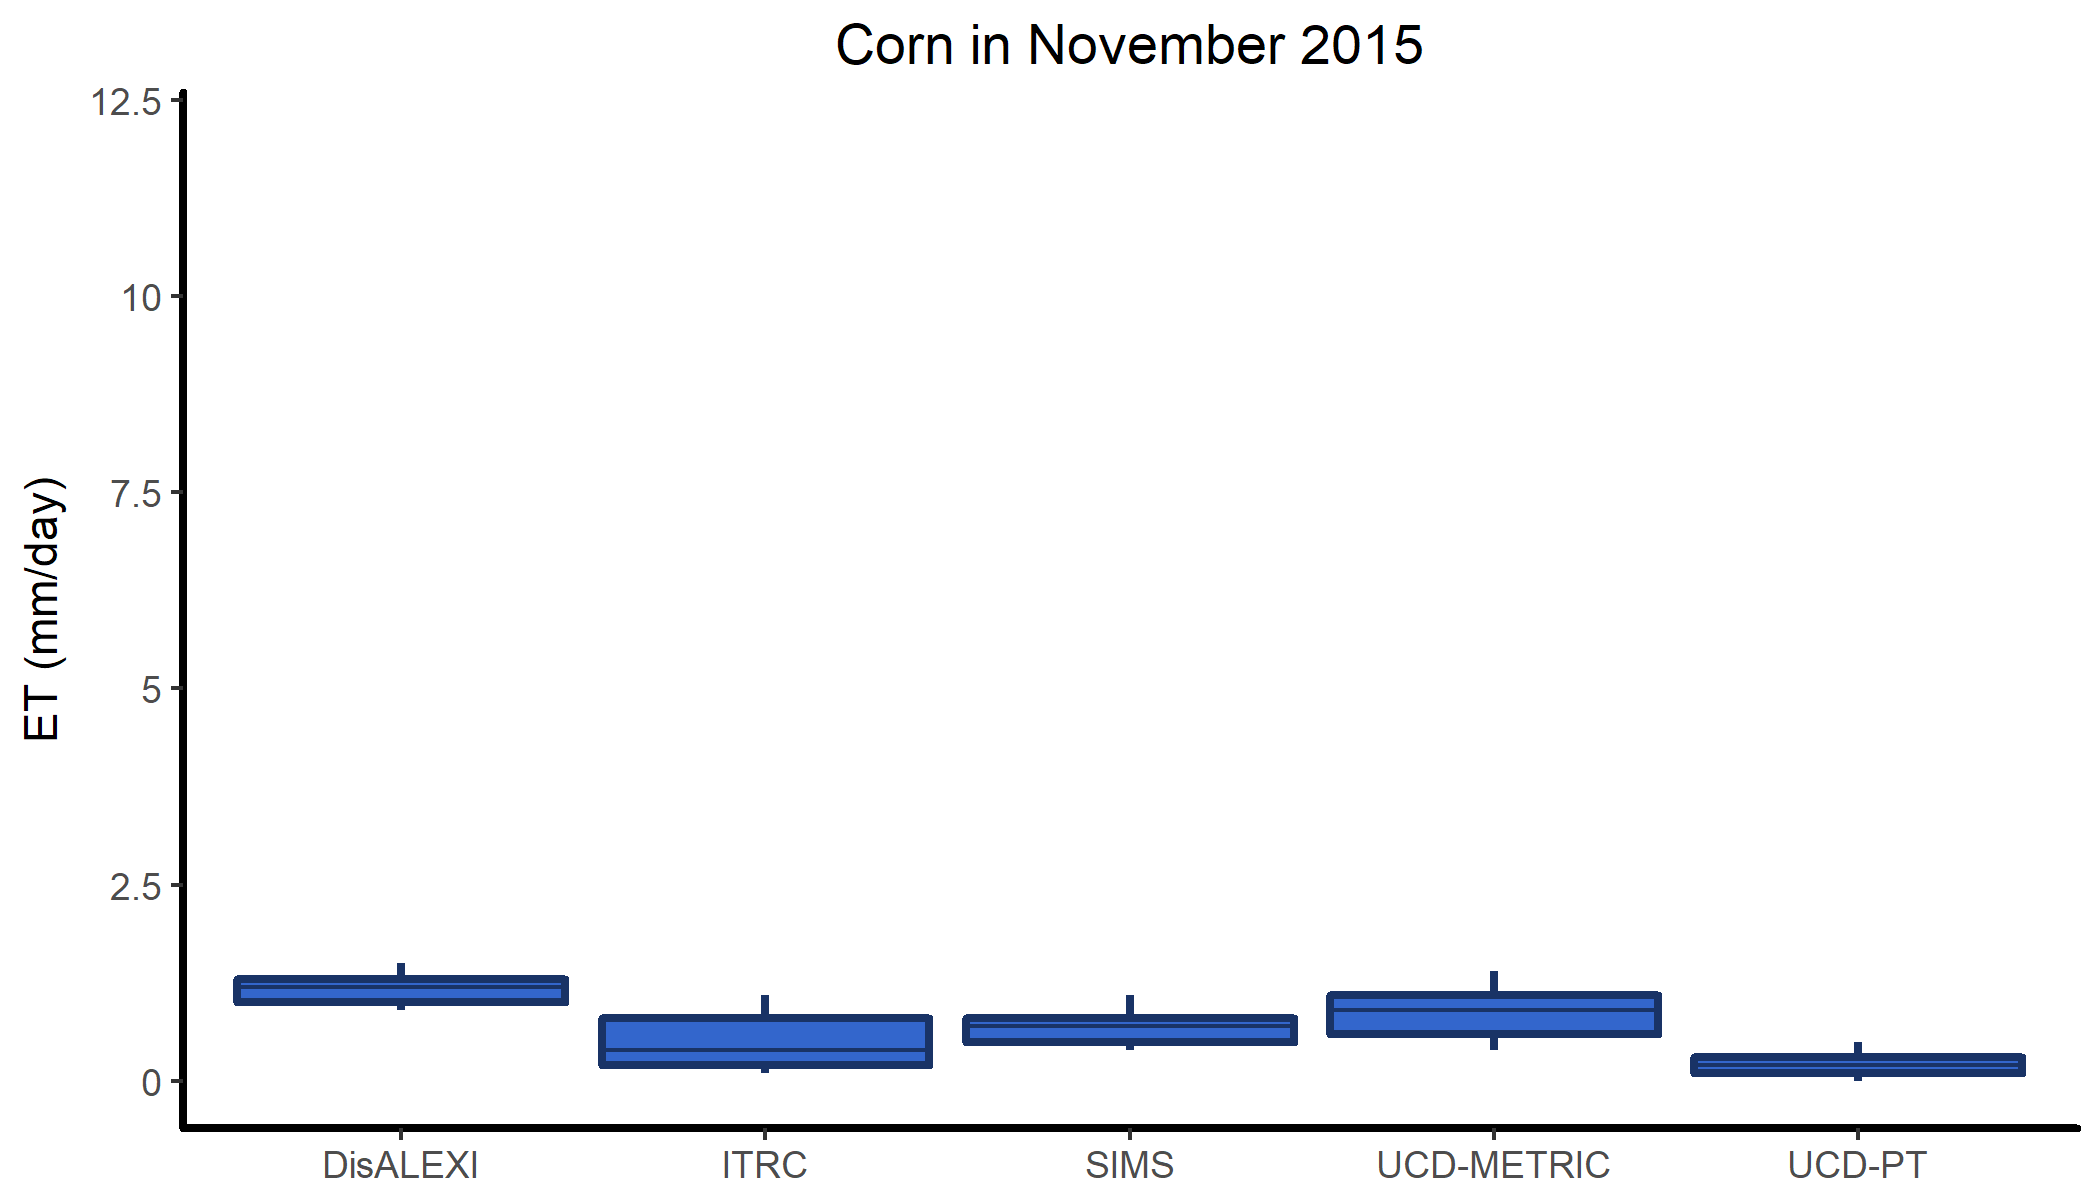 Corn in November 2015
ET (mm/day)
12.5
10
7.5
5
2.5
0
DisALEXI ITRC SIMS UCD-METRIC UCD-PT